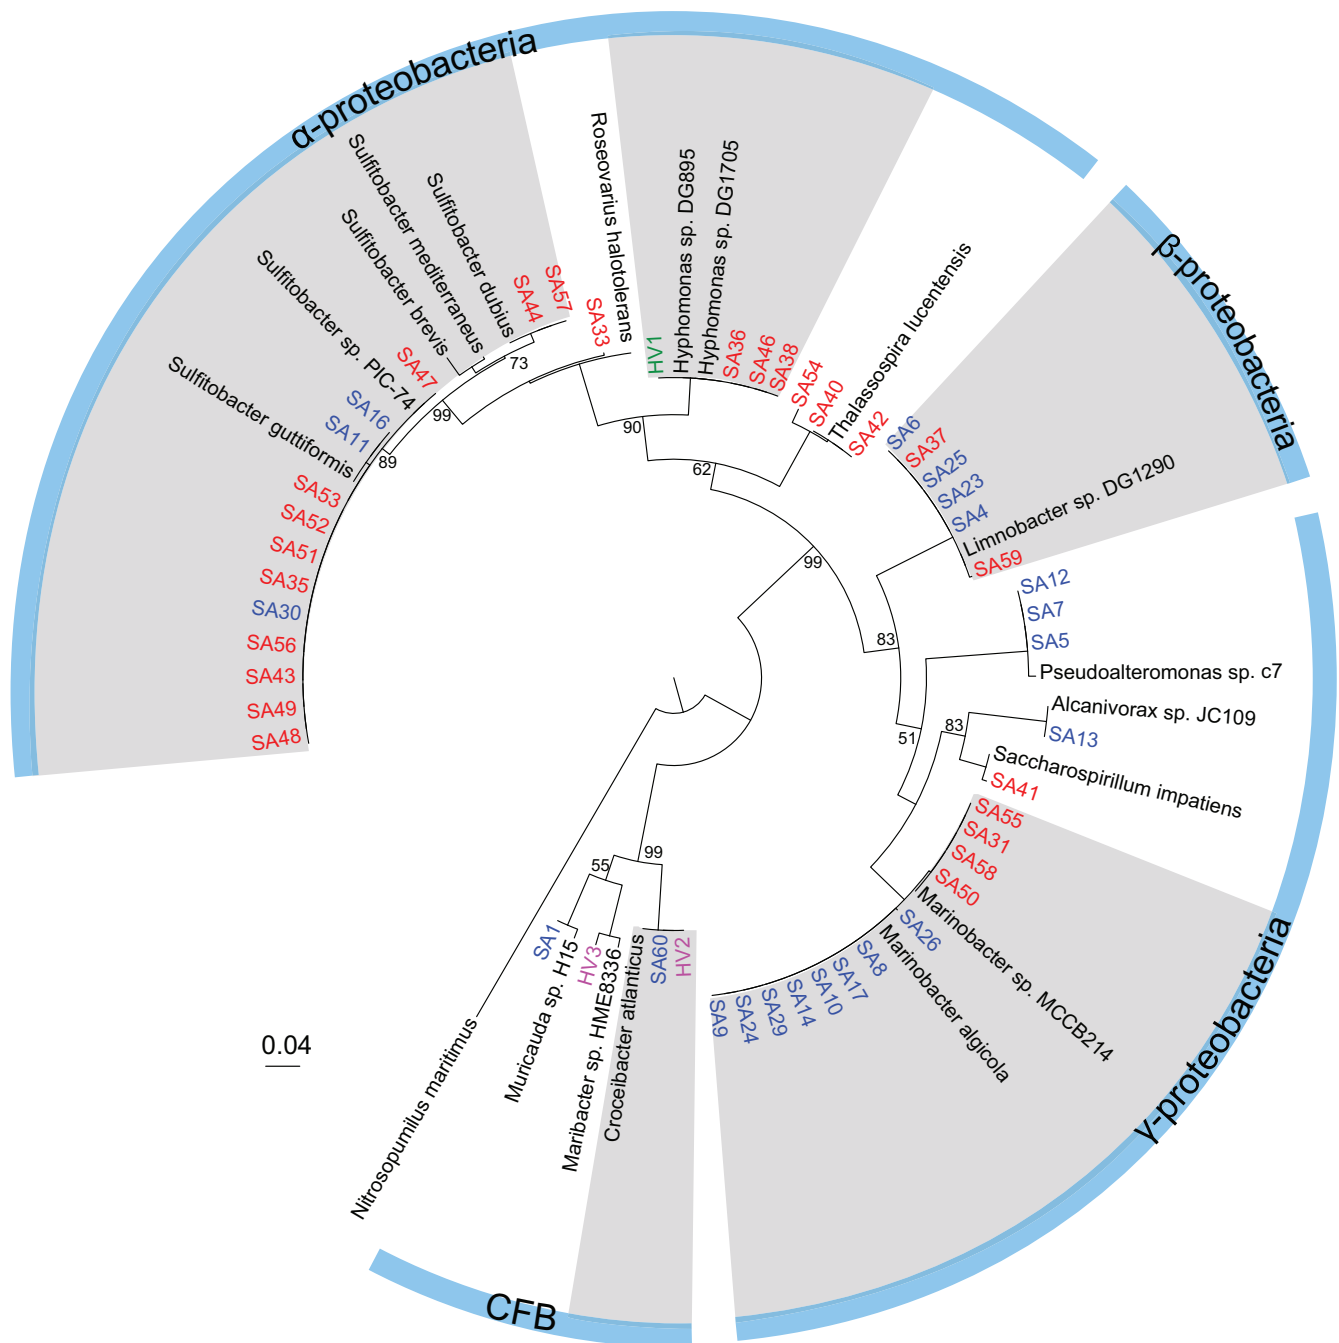 α-proteobacteria
Sulfitobacter mediterraneus
Sulfitobacter dubius
Sulfitobacter brevis
Sulfitobacter sp. PIC-74
Sulfitobacter guttiformis
SA57
SA44
SA47
SA16
SA11
SA53
SA52
SA51
SA35
SA30
SA56
SA43
SA49
SA48
Roseovarius halotolerans
SA33
HV1
Hyphomonas sp. DG895
Hyphomonas sp. DG1705
SA36
SA46
SA38
SA54
SA40
Thalassospira lucentensis
SA42
β-proteobacteria
SA6
SA37
SA25
SA23
SA4
Limnobacter sp. DG1290
SA59
SA12
SA7
SA5
Pseudoalteromonas sp. c7
Alcanivorax sp. JC109
SA13
Saccharospirillum impatiens
SA41
SA55
SA31
SA58
SA50
Marinobacter sp. MCCB214
SA26
Marinobacter algicola
SA8
SA17
SA10
SA14
SA29
SA24
SA9
γ-proteobacteria
HV2
SA60
Croceibacter atlanticus
Maribacter sp. HME8336
HV3
Muricauda sp. H15
SA1
Nitrosopumilus maritimus
CFB
73
99
89
90
62
99
83
51
83
99
55
0.04